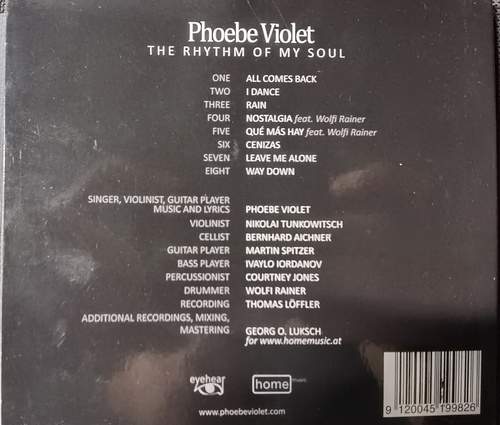 Phoebe Violet
THE RHYTHM OF MY SOUL
ONE ALL COMES BACK
TWO I DANCE
THREE RAIN
FOUR NOSTALGIA feat. Wolfi Rainer
FIVE QUÉ MÁS HAY feat. Wolfi Rainer
SIX CENIZAS
SEVEN LEAVE ME ALONE
EIGHT WAY DOWN
SINGER, VIOLINIST, GUITAR PLAYER
MUSIC AND LYRICS PHOEBE VIOLET
VIOLINIST NIKOLAI TUNKOWITSCH
CELLIST BERNHARD AICHNER
GUITAR PLAYER MARTIN SPITZER
BASS PLAYER IVAYLO IORDANOV
PERCUSSIONIST COURTNEY JONES
DRUMMER WOLFI RAINER
RECORDING THOMAS LÖFFLER
ADDITIONAL RECORDINGS, MIXING,
MASTERING GEORG O. LUKSCH
for www.homemusic.at
eyehear home music
www.phoebeviolet.com
9 120045 199826